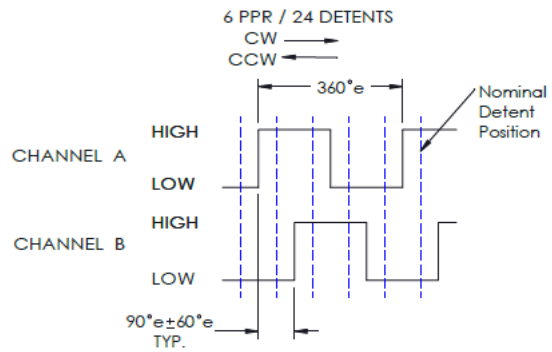 6 PPR / 24 DETENTS
CW
CCW
360°e
Nominal
Detent
Position
HIGH
CHANNEL A
LOW
HIGH
CHANNEL B
LOW
90°e±60°e
TYP.